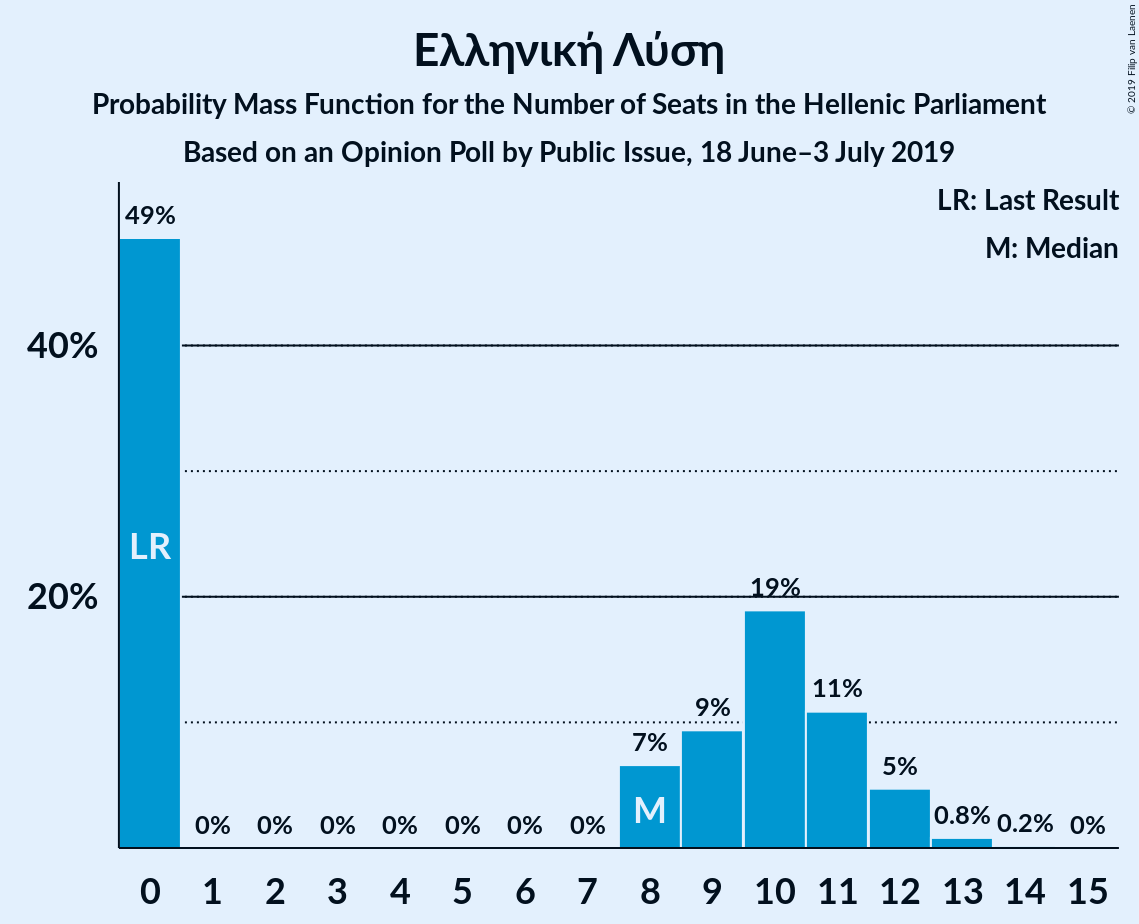 Ελληνική Λύση
Probability Mass Function for the Number of Seats in the Hellenic Parliament
Based on an Opinion Poll by Public Issue, 18 June–3 July 2019
© 2019 Filip van Laenen
LR: Last Result
M: Median
49%
40%
LR
20%
19%
11%
9%
7%
5%
M
0% 0% 0% 0% 0% 0% 0% 0.8% 0.2% 0%
0 1 2 3 4 5 6 7 8 9 10 11 12 13 14 15